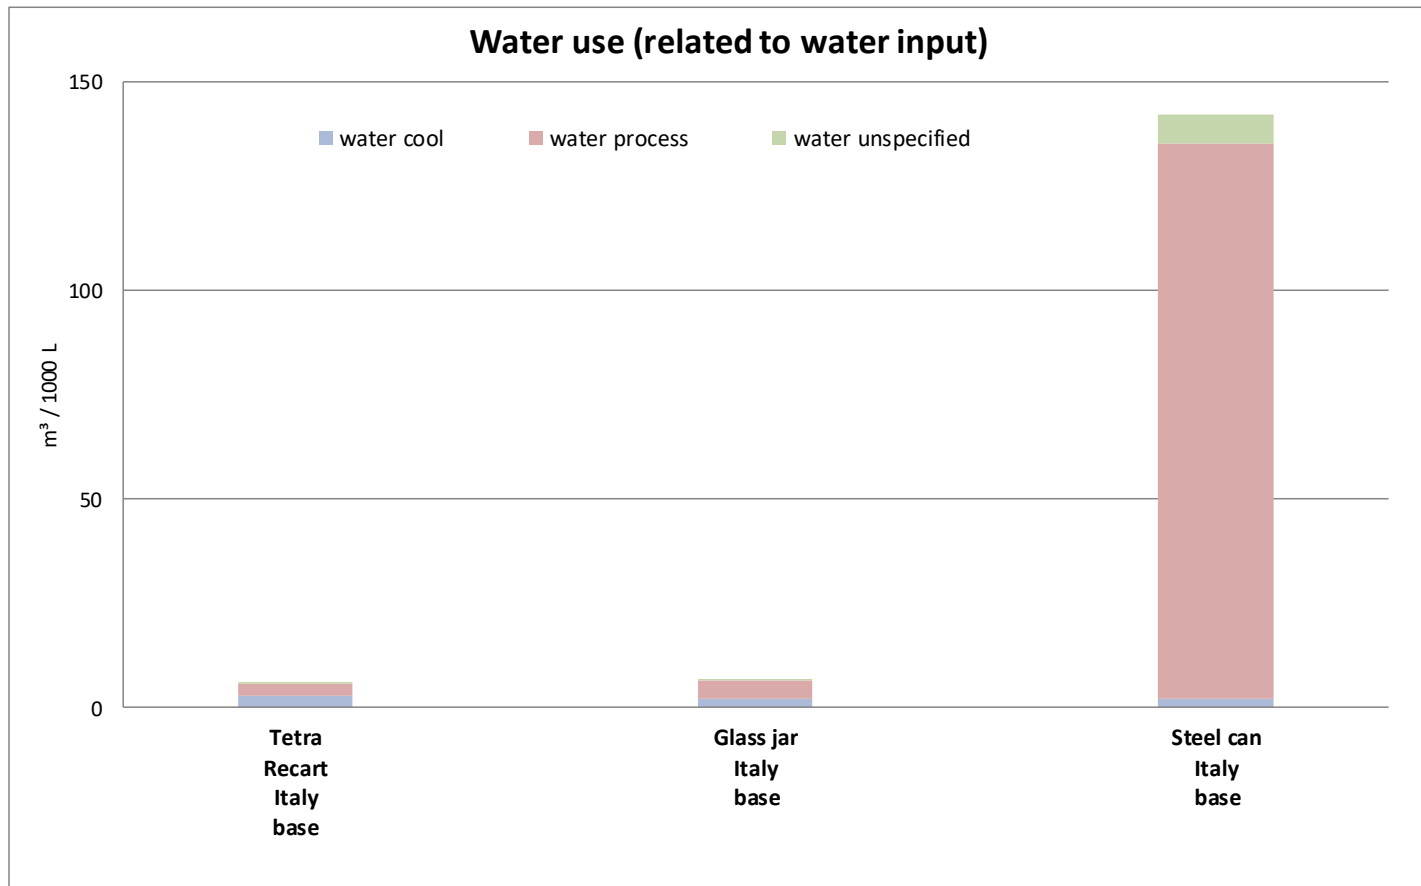 Water use (related to water input)
150
water cool
water process
water unspecified
100
m³ / 1000 L
50
0
Tetra
Recart
Italy
base
Glass jar
Italy
base
Steel can
Italy
base